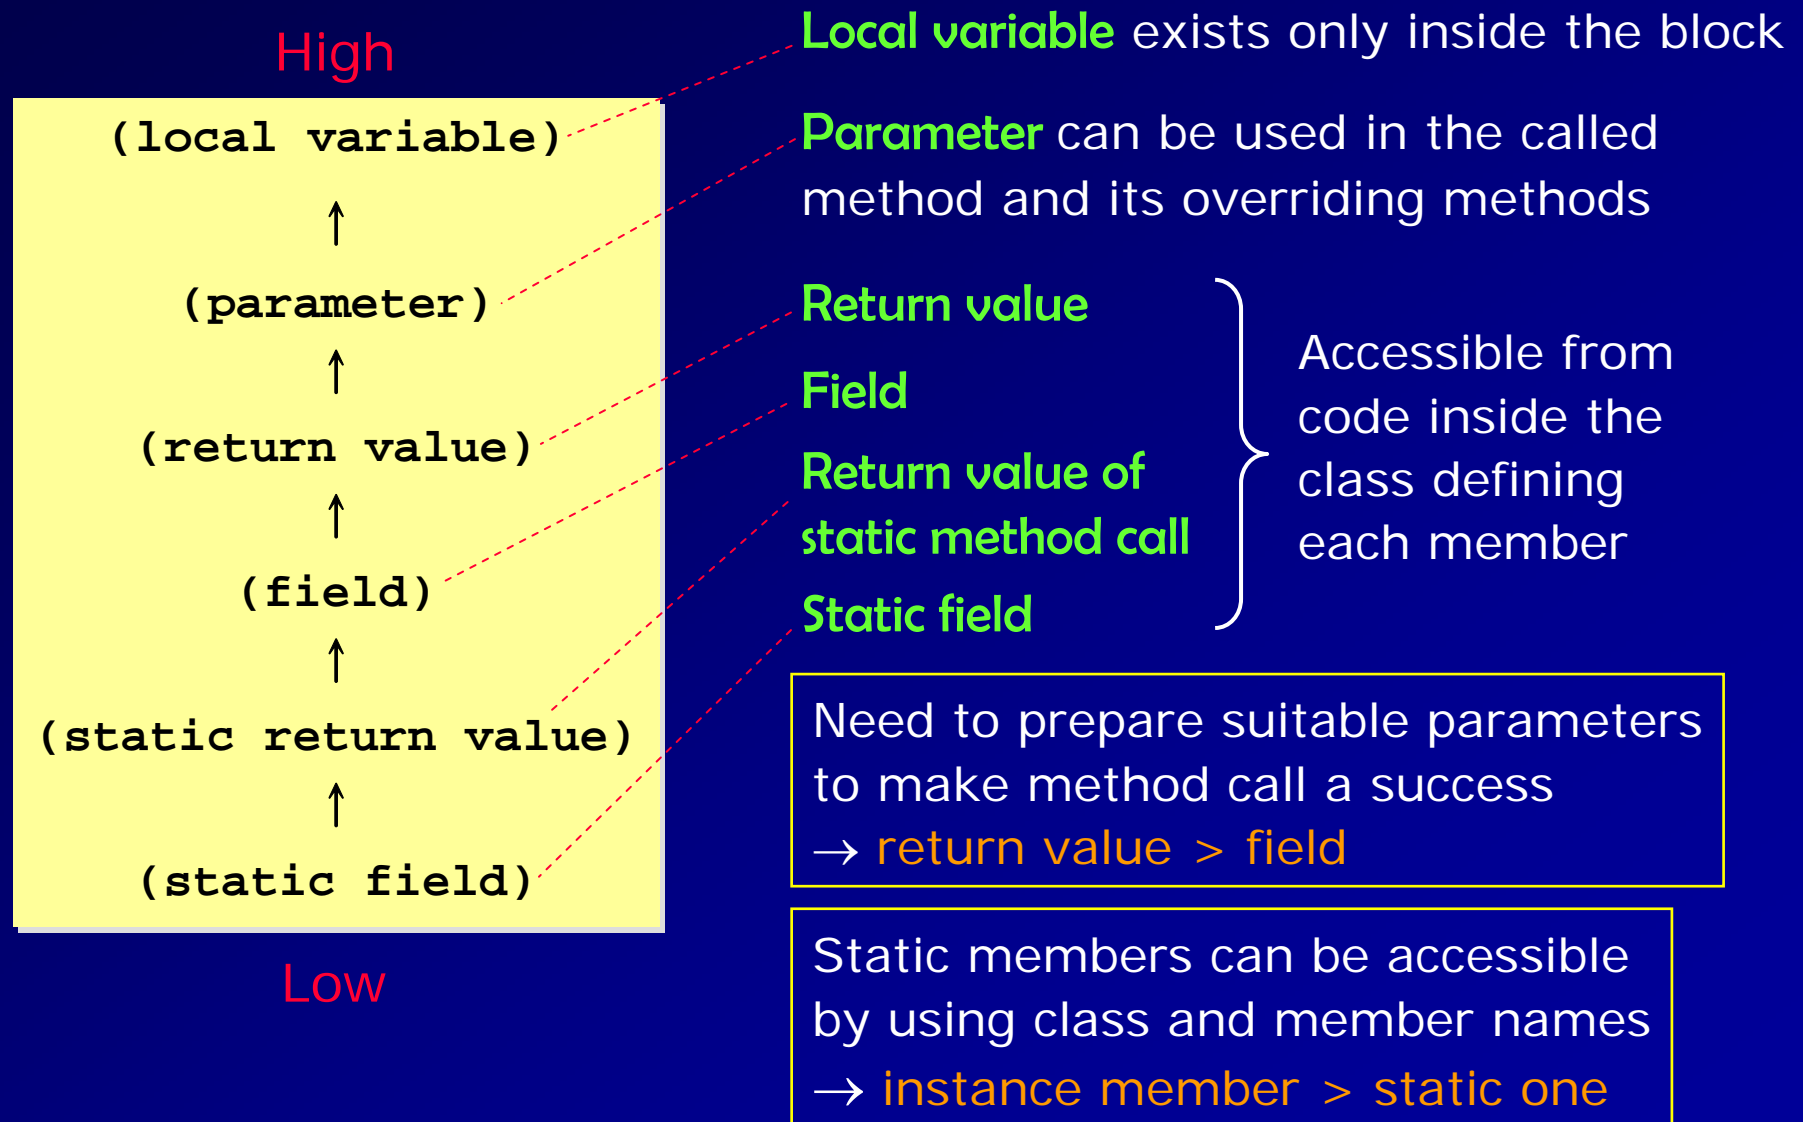 High
(local variable)
↑
(parameter)
↑
(return value)
↑
(field)
↑
(static return value)
↑
(static field)
Low
Local variable exists only inside the block
Parameter can be used in the called
method and its overriding methods
Return value
Field
Return value of
static method call
Static field
Accessible from
code inside the
class defining
each member
Need to prepare suitable parameters
to make method call a success
→ return value > field
Static members can be accessible
by using class and member names
→ instance member > static one